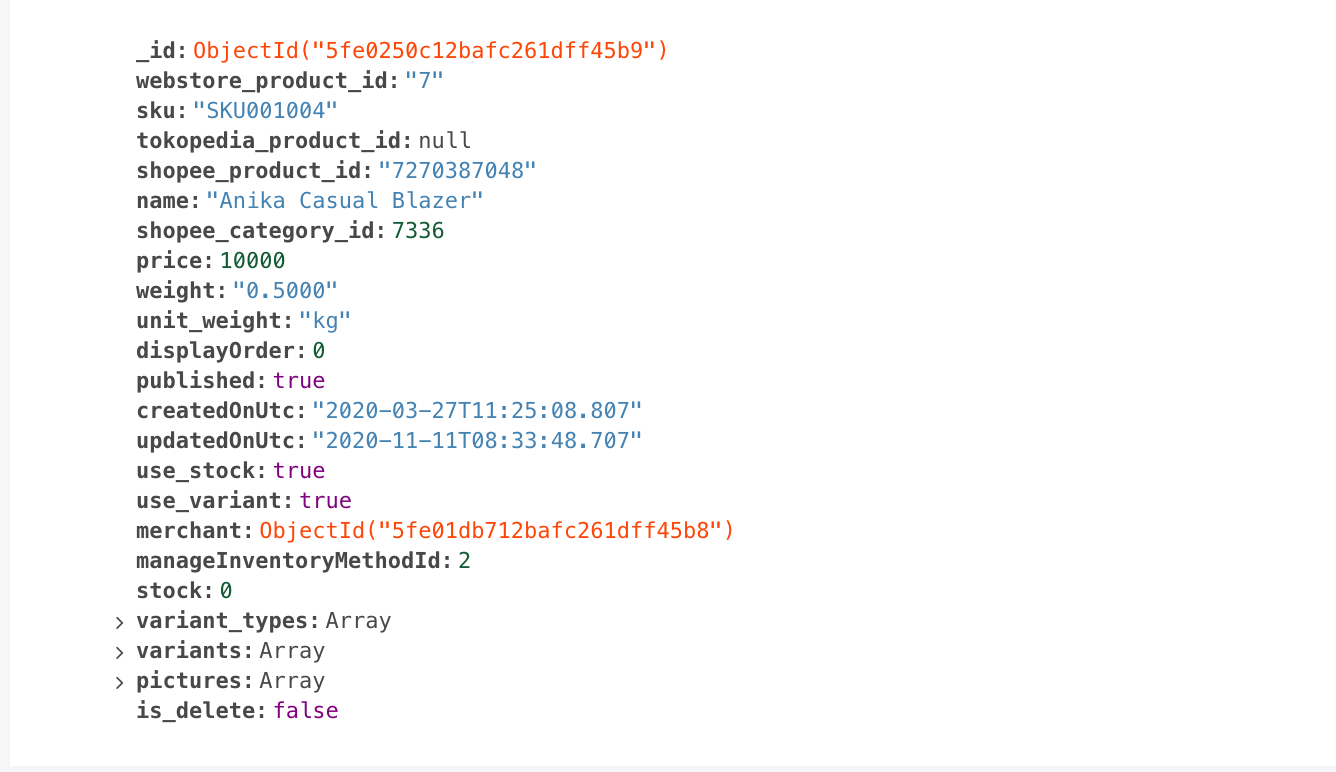 _id: ObjectId("5fe0250c12bafc261dff45b9")
webstore_product_id: "7"
sku: "SKU001004"
tokopedia_product_id: null
shopee_product_id: "7270387048"
name: "Anika Casual Blazer"
shopee_category_id: 7336
price: 10000
weight: "0.5000"
unit_weight: "kg"
displayOrder: 0
published: true
createdOnUtc: "2020-03-27T11:25:08.807"
updatedOnUtc: "2020-11-11T08:33:48.707"
use_stock: true
use_variant: true
merchant: ObjectId("5fe01db712bafc261dff45b8")
manageInventoryMethodId: 2
stock: 0
> variant_types: Array
> variants: Array
> pictures: Array
is_delete: false